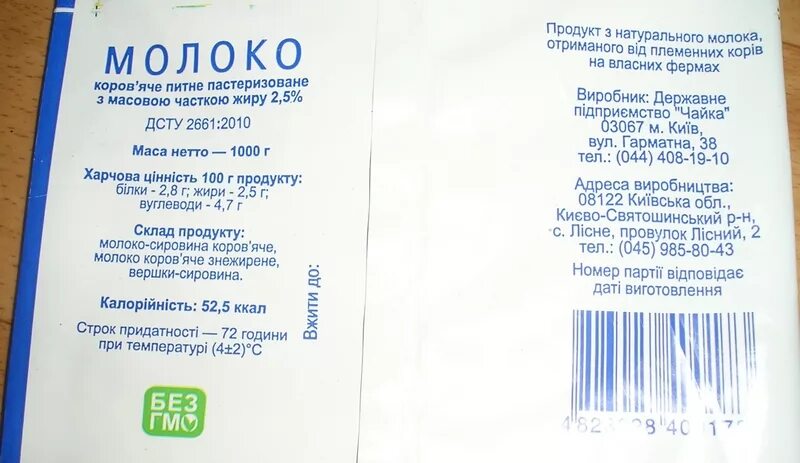 МОЛОКО
коров'яче питне пастеризоване
з масовою часткою жиру 2,5%
ДСТУ 2661:2010
Маса нетто — 1000 г
Харчова цінність 100 г продукту:
білки - 2,8 г; жири - 2,5 г;
вуглеводи - 4,7 г
Склад продукту:
молоко-сировина коров'яче,
молоко коров'яче знежирене,
вершки-сировина.
Калорійність: 52,5 ккал
Строк придатності — 72 години
при температурі (4±2)°С
Вжити до:
БЕЗ
ГМО
Продукт з натурального молока,
отриманого від племенних корів
на власних фермах
Виробник: Державне
підприємство "Чайка"
03067 м. Київ,
вул. Гарматна, 38
тел.: (044) 408-19-10
Адреса виробництва:
08122 Київська обл.,
Києво-Святошинський р-н,
с. Лісне, провулок Лісний, 2
тел.: (045) 985-80-43
Номер партії відповідає
даті виготовлення